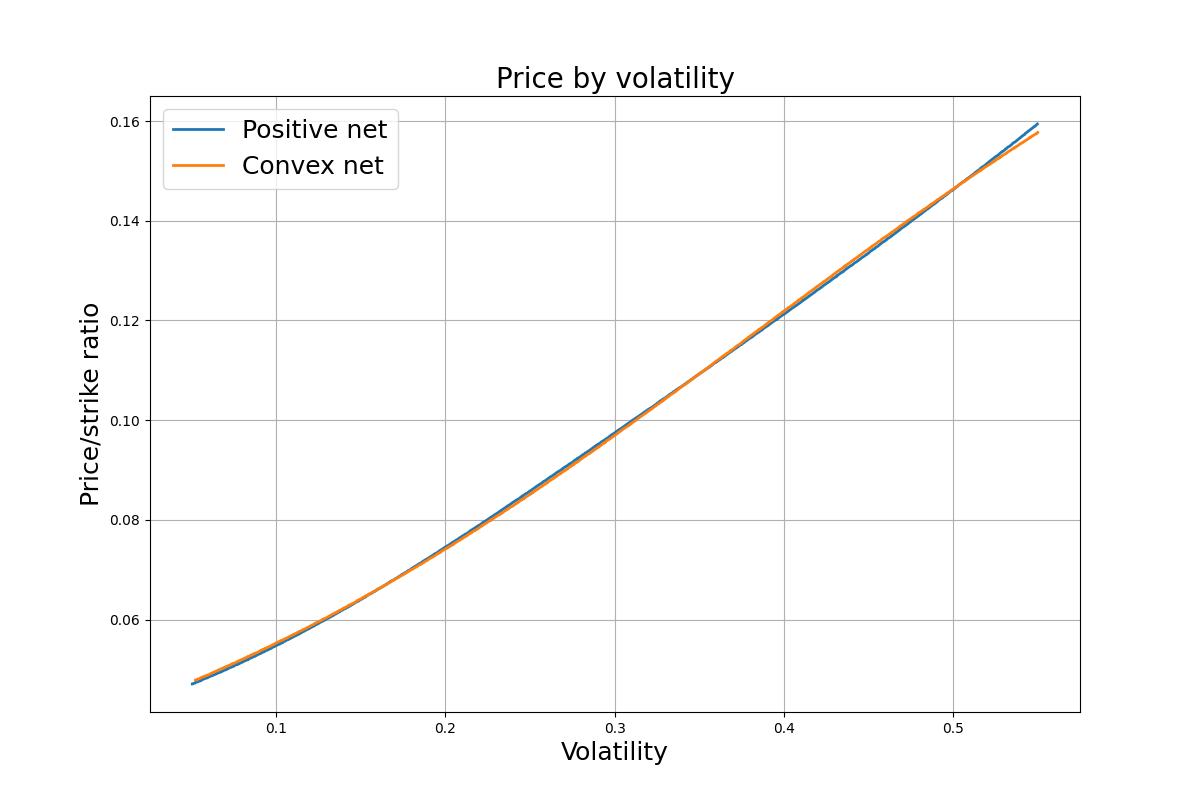 Price by volatility
Positive net
Convex net
0.16
0.14
0.12
0.10
0.08
0.06
Price/strike ratio
0.1 0.2 0.3 0.4 0.5
Volatility